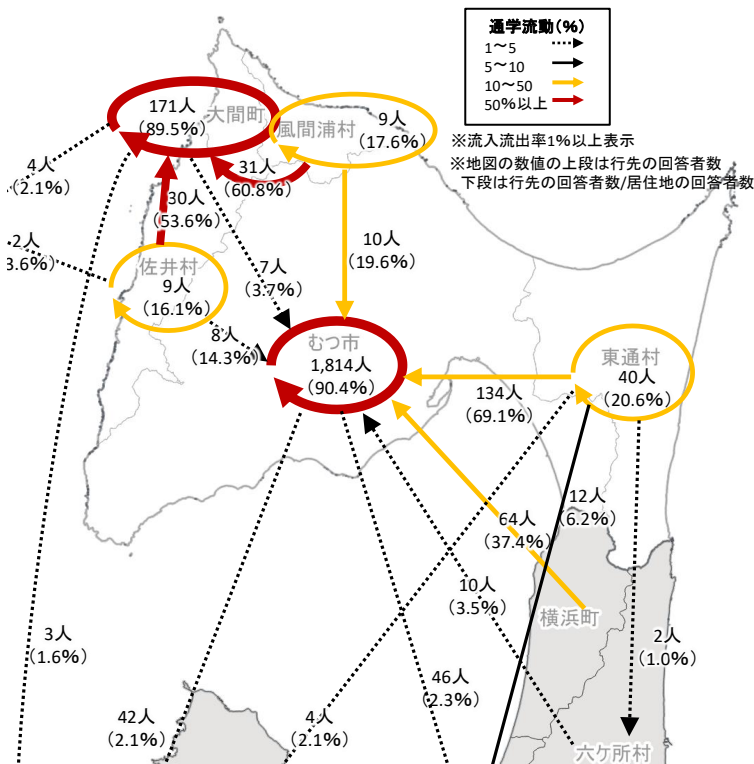 通学流動(%)
1～5
5～10
10～50
50%以上
※流入流出率1%以上表示
※地図の数値の上段は行先の回答者数
下段は行先の回答者数/居住地の回答者数
171人
(89.5%)
大間町
風間浦村
9人
(17.6%)
4人
(2.1%)
31人
(60.8%)
30人
(53.6%)
2人
3.6%)
佐井村
9人
(16.1%)
7人
(3.7%)
10人
(19.6%)
8人
(14.3%)
むつ市
1,814人
(90.4%)
東通村
40人
(20.6%)
134人
(69.1%)
12人
(6.2%)
64人
(37.4%)
10人
(3.5%)
横浜町
3人
(1.6%)
2人
(1.0%)
46人
(2.3%)
42人
(2.1%)
4人
(2.1%)
六ケ所村